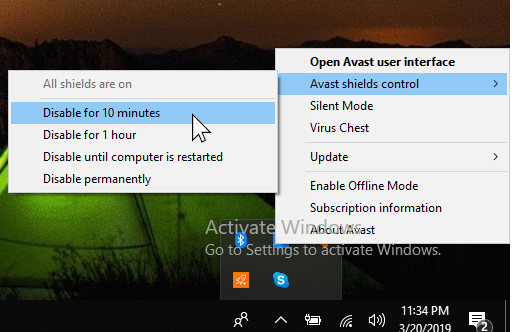 Open Avast user interface
All shields are on
Avast shields control
Disable for 10 minutes
Silent Mode
Disable for 1 hour
Virus Chest
Disable until computer is restarted
Update
Disable permanently
Enable Offline Mode
Subscription information
About Avast
Activate Windows
Go to Settings to activate Windows.
11:34 PM
3/20/2019
2